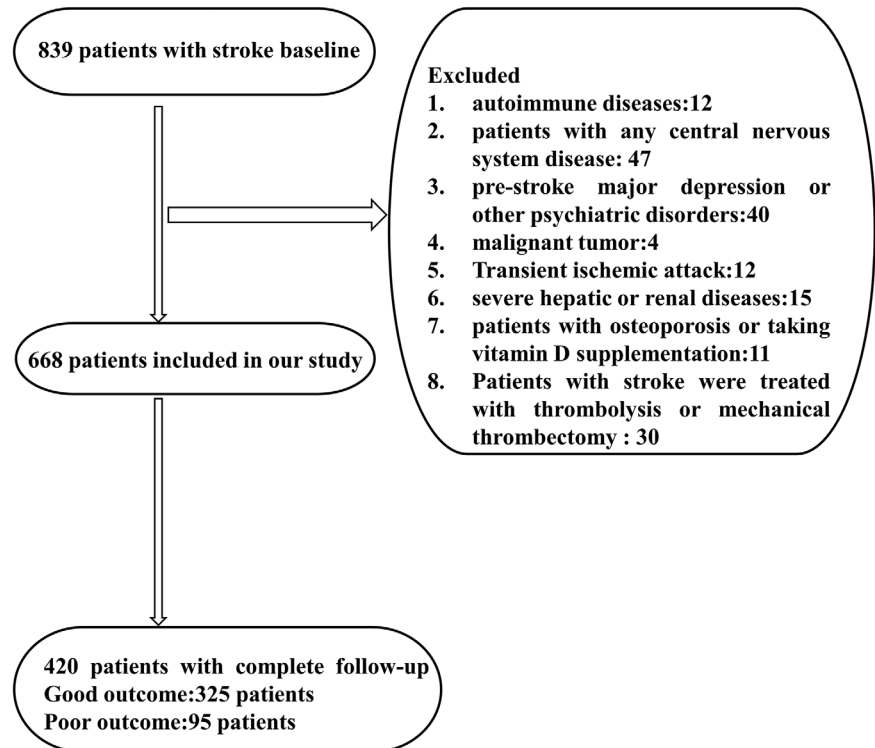 839 patients with stroke baseline
Excluded
1. autoimmune diseases:12
2. patients with any central nervous
system disease: 47
3. pre-stroke major depression or
other psychiatric disorders:40
4. malignant tumor:4
5. Transient ischemic attack:12
6. severe hepatic or renal diseases:15
7. patients with osteoporosis or taking
vitamin D supplementation:11
8. Patients with stroke were treated
with thrombolysis or mechanical
thrombectomy : 30
668 patients included in our study
420 patients with complete follow-up
Good outcome:325 patients
Poor outcome:95 patients